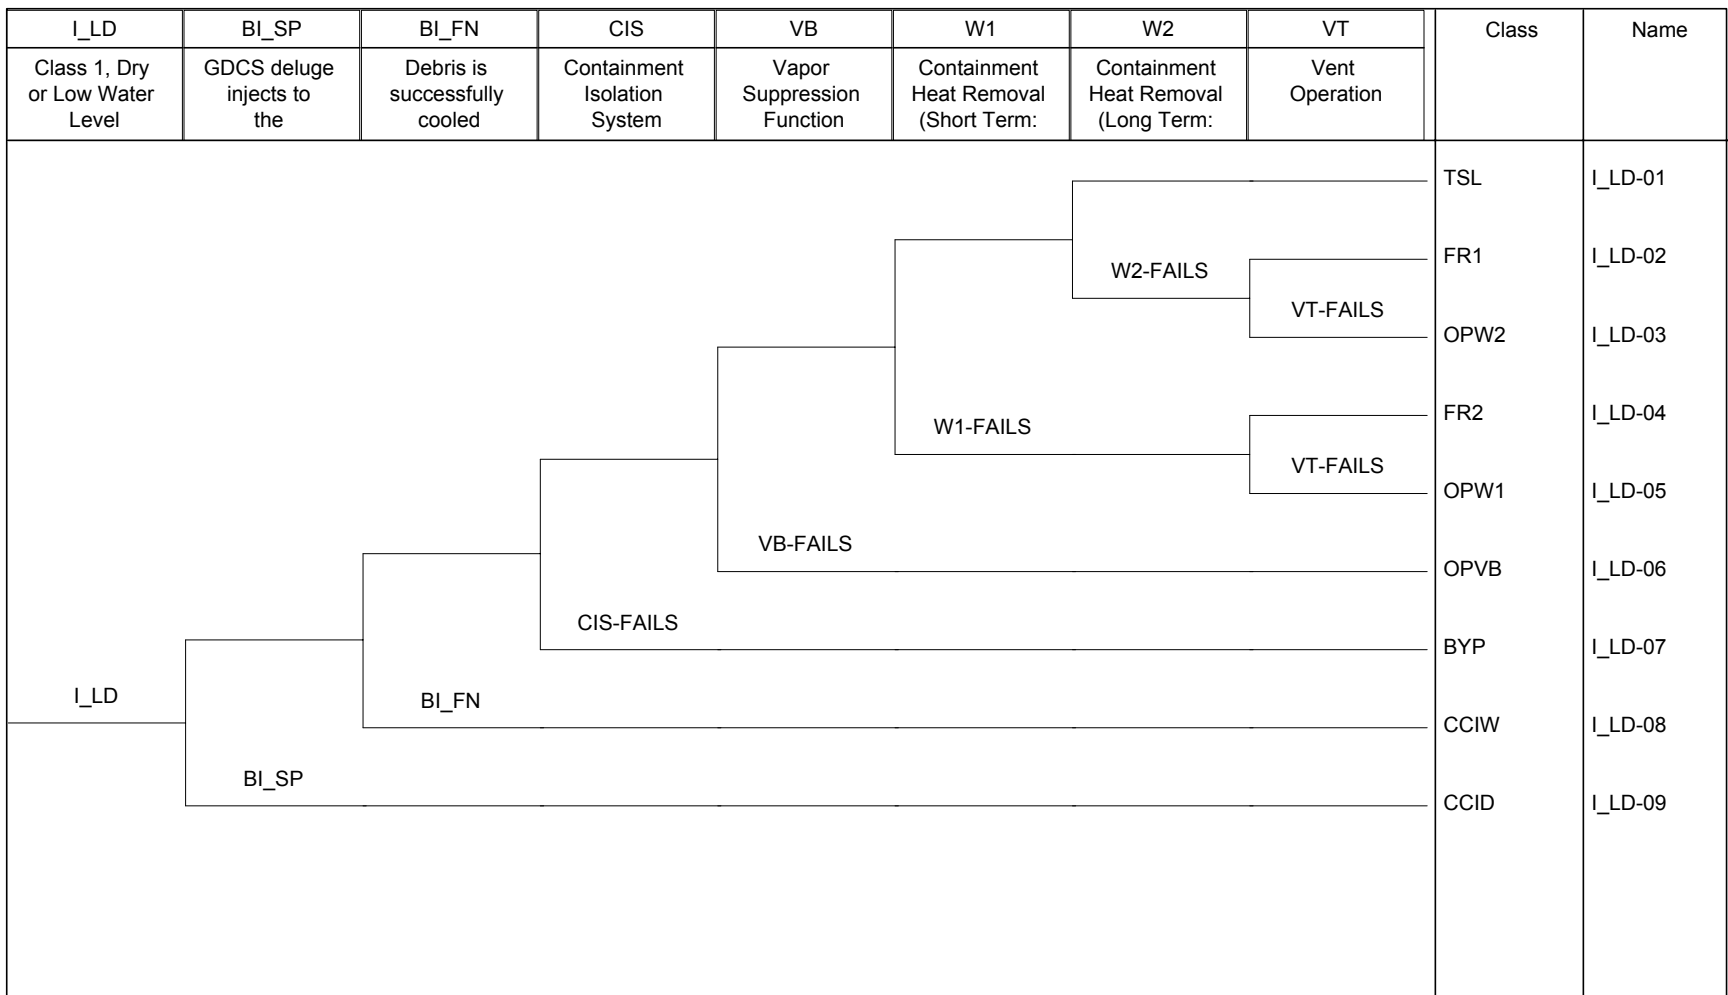 I_LD BI_SP BI_FN CIS VB W1 W2 VT Class Name
Class 1, Dry
or Low Water
Level
GDCS deluge
injects to
the
Debris is
successfully
cooled
Containment
Isolation
System
Vapor
Suppression
Function
Containment
Heat Removal
(Short Term:
Containment
Heat Removal
(Long Term:
Vent
Operation
TSL I_LD-01
FR1 I_LD-02
W2-FAILS
VT-FAILS
OPW2 I_LD-03
FR2 I_LD-04
W1-FAILS
VT-FAILS
OPW1 I_LD-05
VB-FAILS
OPVB I_LD-06
CIS-FAILS
BYP I_LD-07
I_LD
BI_FN
CCIW I_LD-08
BI_SP
CCID I_LD-09